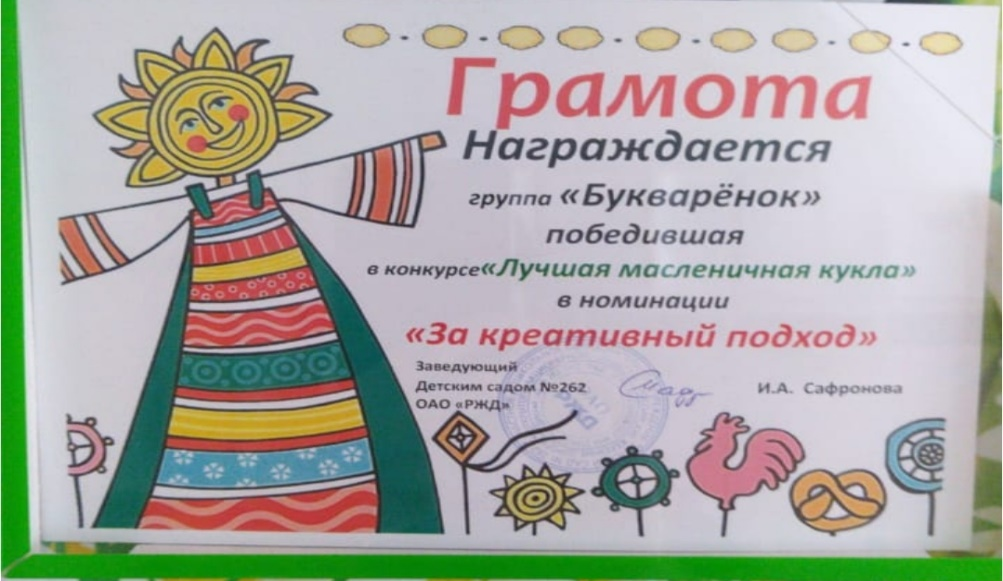 Грамота
Награждается
группа «Букварёнок»
победившая
в конкурсе«Лучшая масленичная кукла»
в номинации
«За креативный подход»
Заведующий
Детским садом №262 И.А. Сафронова
ОАО «РЖД»